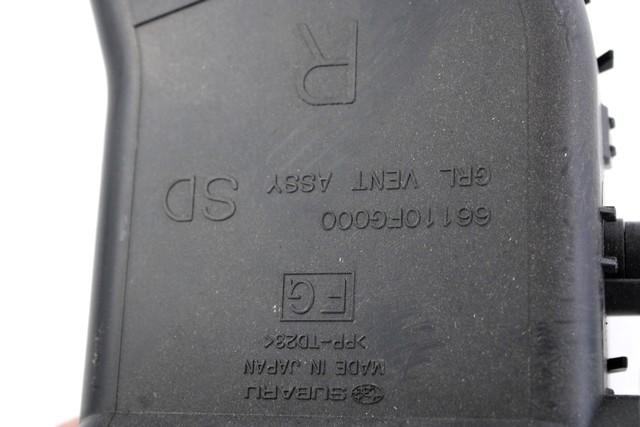 SUBARU
MADE IN JAPAN
>PP-TD23<
FG
66110FG000
GRL VENT ASSY
SD
R